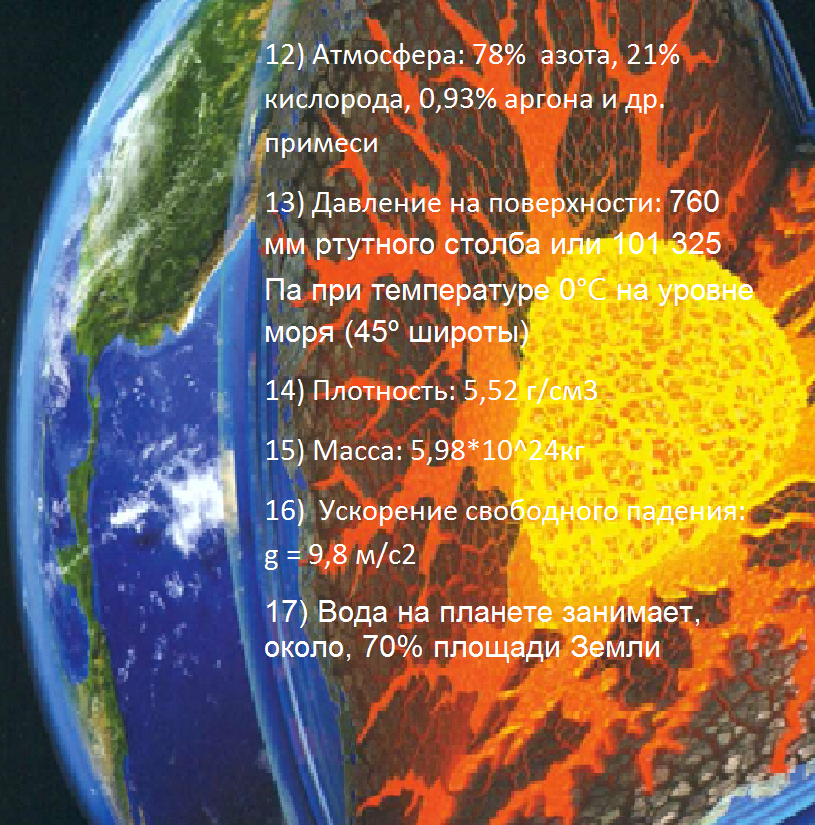 12) Атмосфера: 78% азота, 21%
кислорода, 0,93% аргона и др.
примеси
13) Давление на поверхности: 760
мм ртутного столба или 101 325
Па при температуре 0°C на уровне
моря (45º широты)
14) Плотность: 5,52 г/см3
15) Масса: 5,98*10^24кг
16) Ускорение свободного падения:
g = 9,8 м/с2
17) Вода на планете занимает,
около, 70% площади Земли